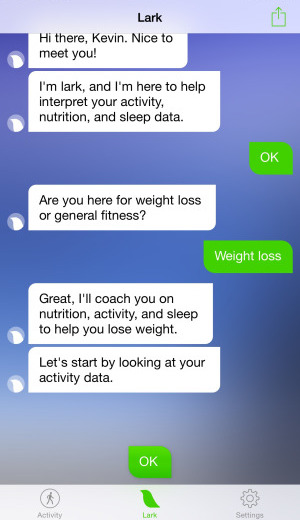 Lark
Hi there, Kevin. Nice to
meet you!
I'm lark, and I'm here to help
interpret your activity,
nutrition, and sleep data.
OK
Are you here for weight loss
or general fitness?
Weight loss
Great, I'll coach you on
nutrition, activity, and sleep
to help you lose weight.
Let's start by looking at your
activity data.
OK
Activity
Lark
Settings